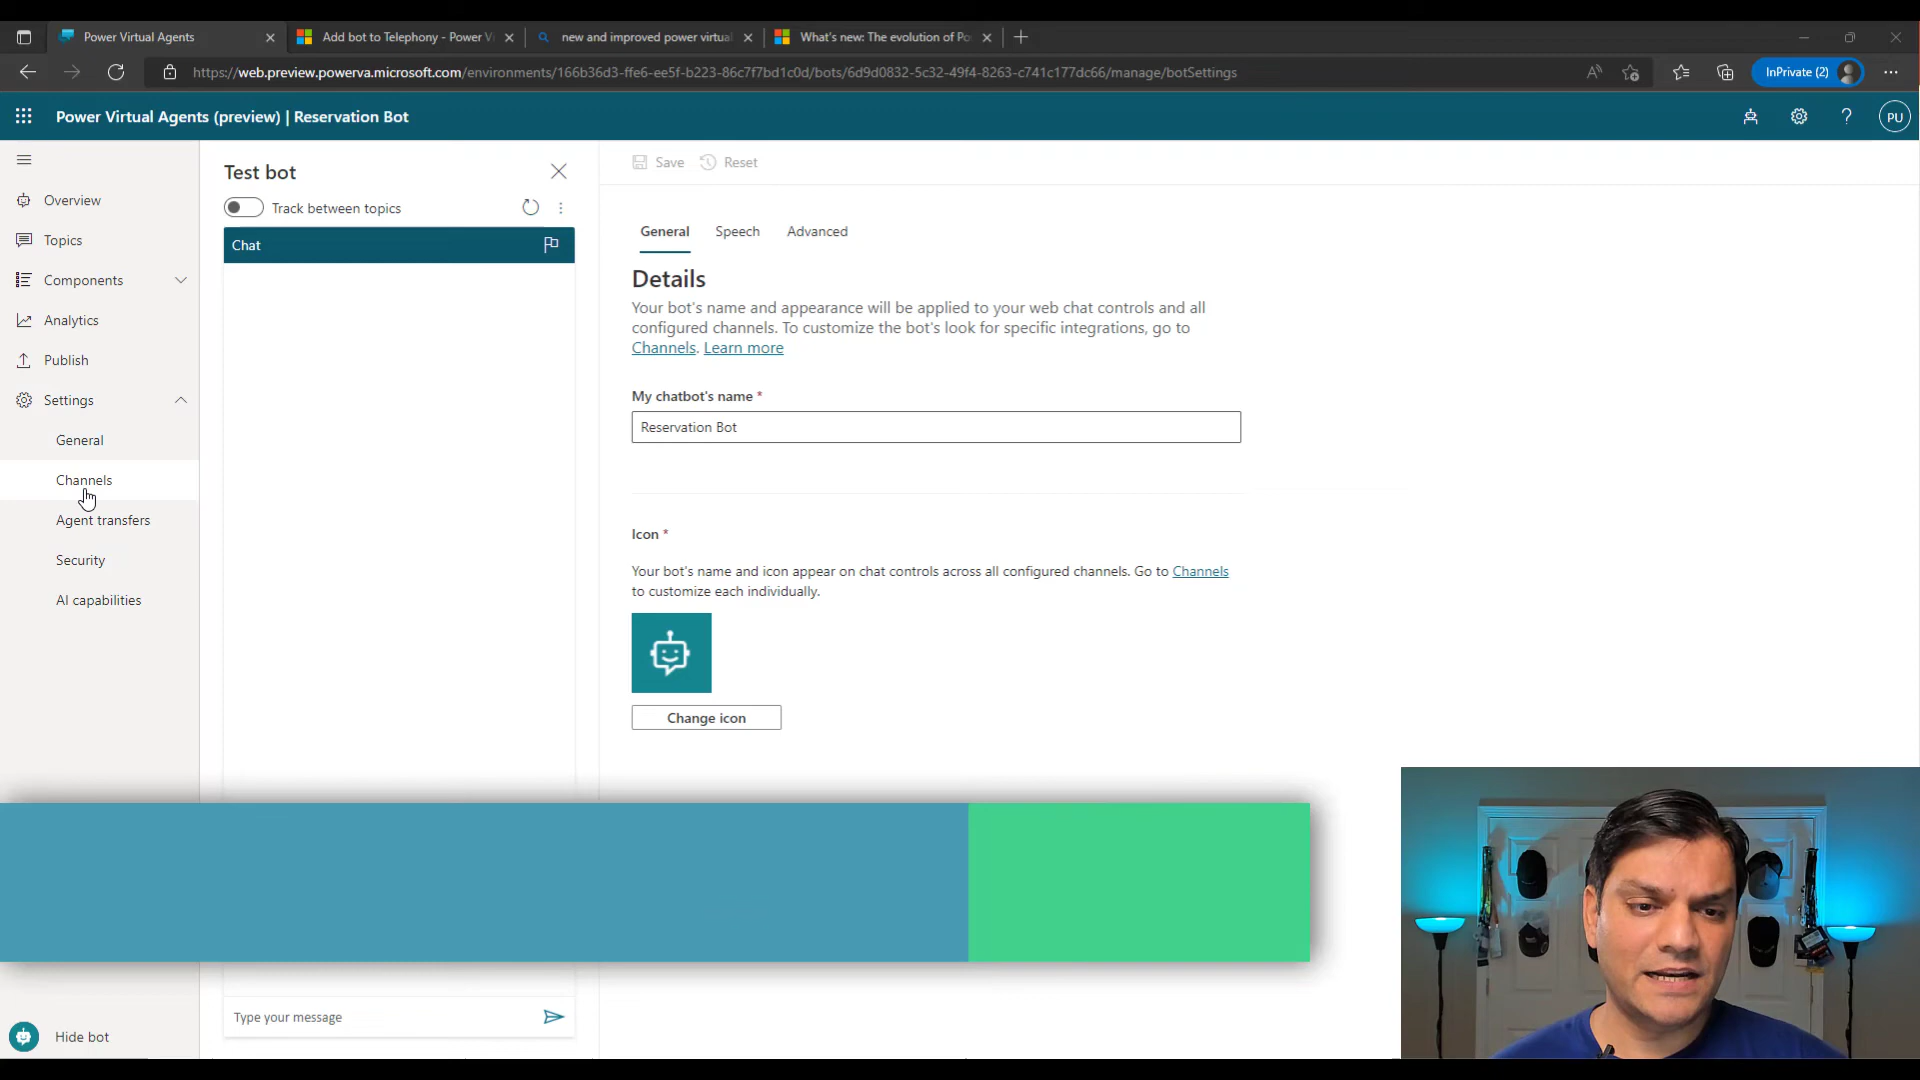 Power Virtual Agents
Add bot to Telephony - Power V
new and improved power virtual
What's new: The evolution of Po
https://web.preview.powerva.microsoft.com/environments/166b36d3-ffe6-ee5f-b223-86c7f7bd1c0d/bots/6d9d0832-5c32-49f4-8263-c741c177dc66/manage/botSettings
InPrivate (2)
Power Virtual Agents (preview) | Reservation Bot
PU
Overview
Topics
Components
Analytics
Publish
Settings
General
Channels
Agent transfers
Security
AI capabilities
Hide bot
Test bot
Track between topics
Chat
Type your message
Save
Reset
General
Speech
Advanced
Details
Your bot's name and appearance will be applied to your web chat controls and all
configured channels. To customize the bot's look for specific integrations, go to
Channels. Learn more
My chatbot's name *
Reservation Bot
Icon *
Your bot's name and icon appear on chat controls across all configured channels. Go to Channels
to customize each individually.
Change icon